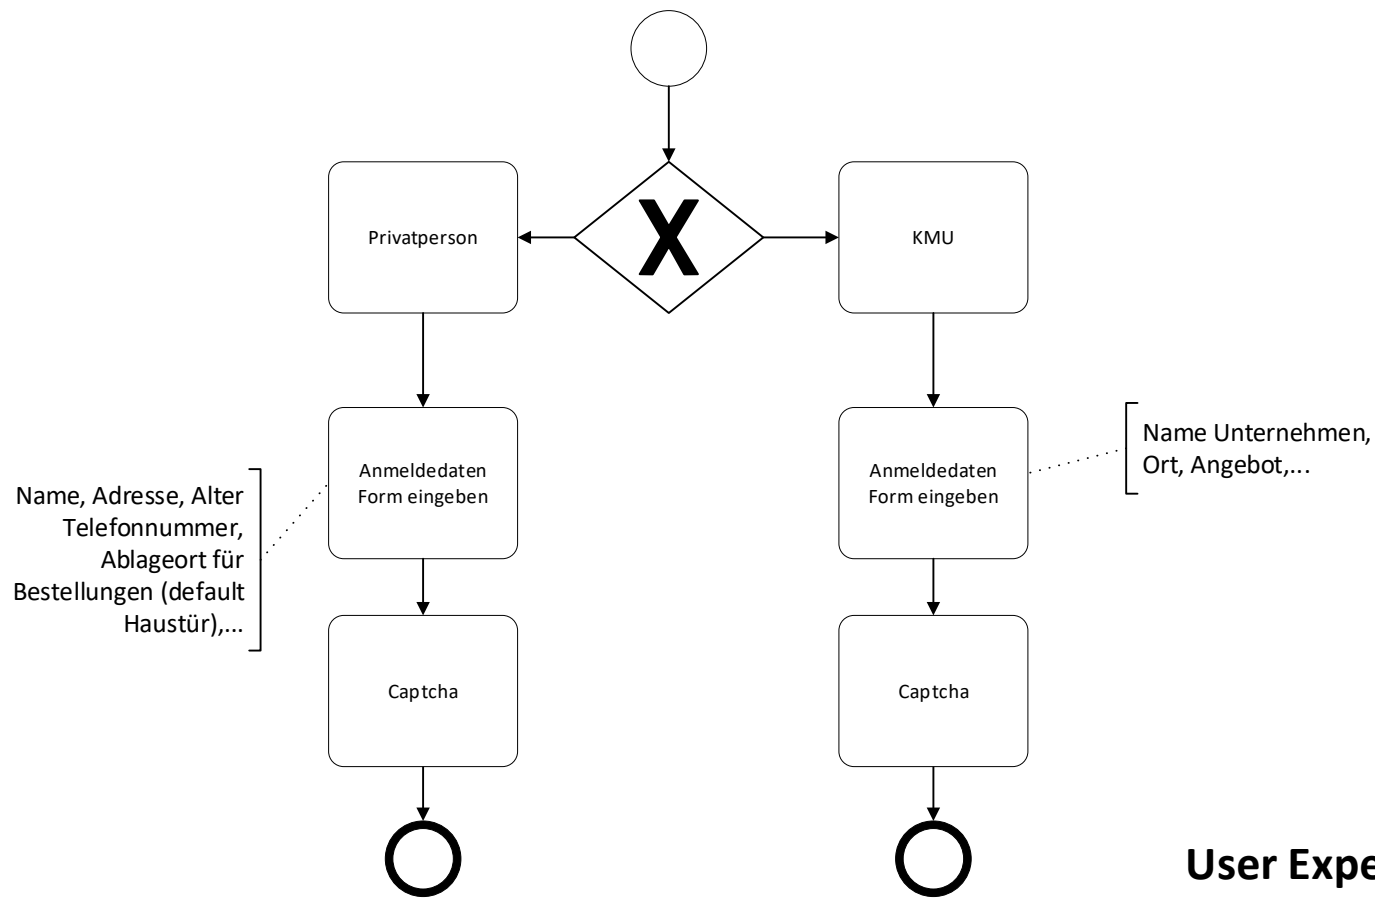 X
Privatperson
KMU
Anmeldedaten
Form eingeben
Name, Adresse, Alter
Telefonnummer,
Ablageort für
Bestellungen (default
Haustür),...
Anmeldedaten
Form eingeben
Name Unternehmen,
Ort, Angebot,...
Captcha
Captcha
User Expe